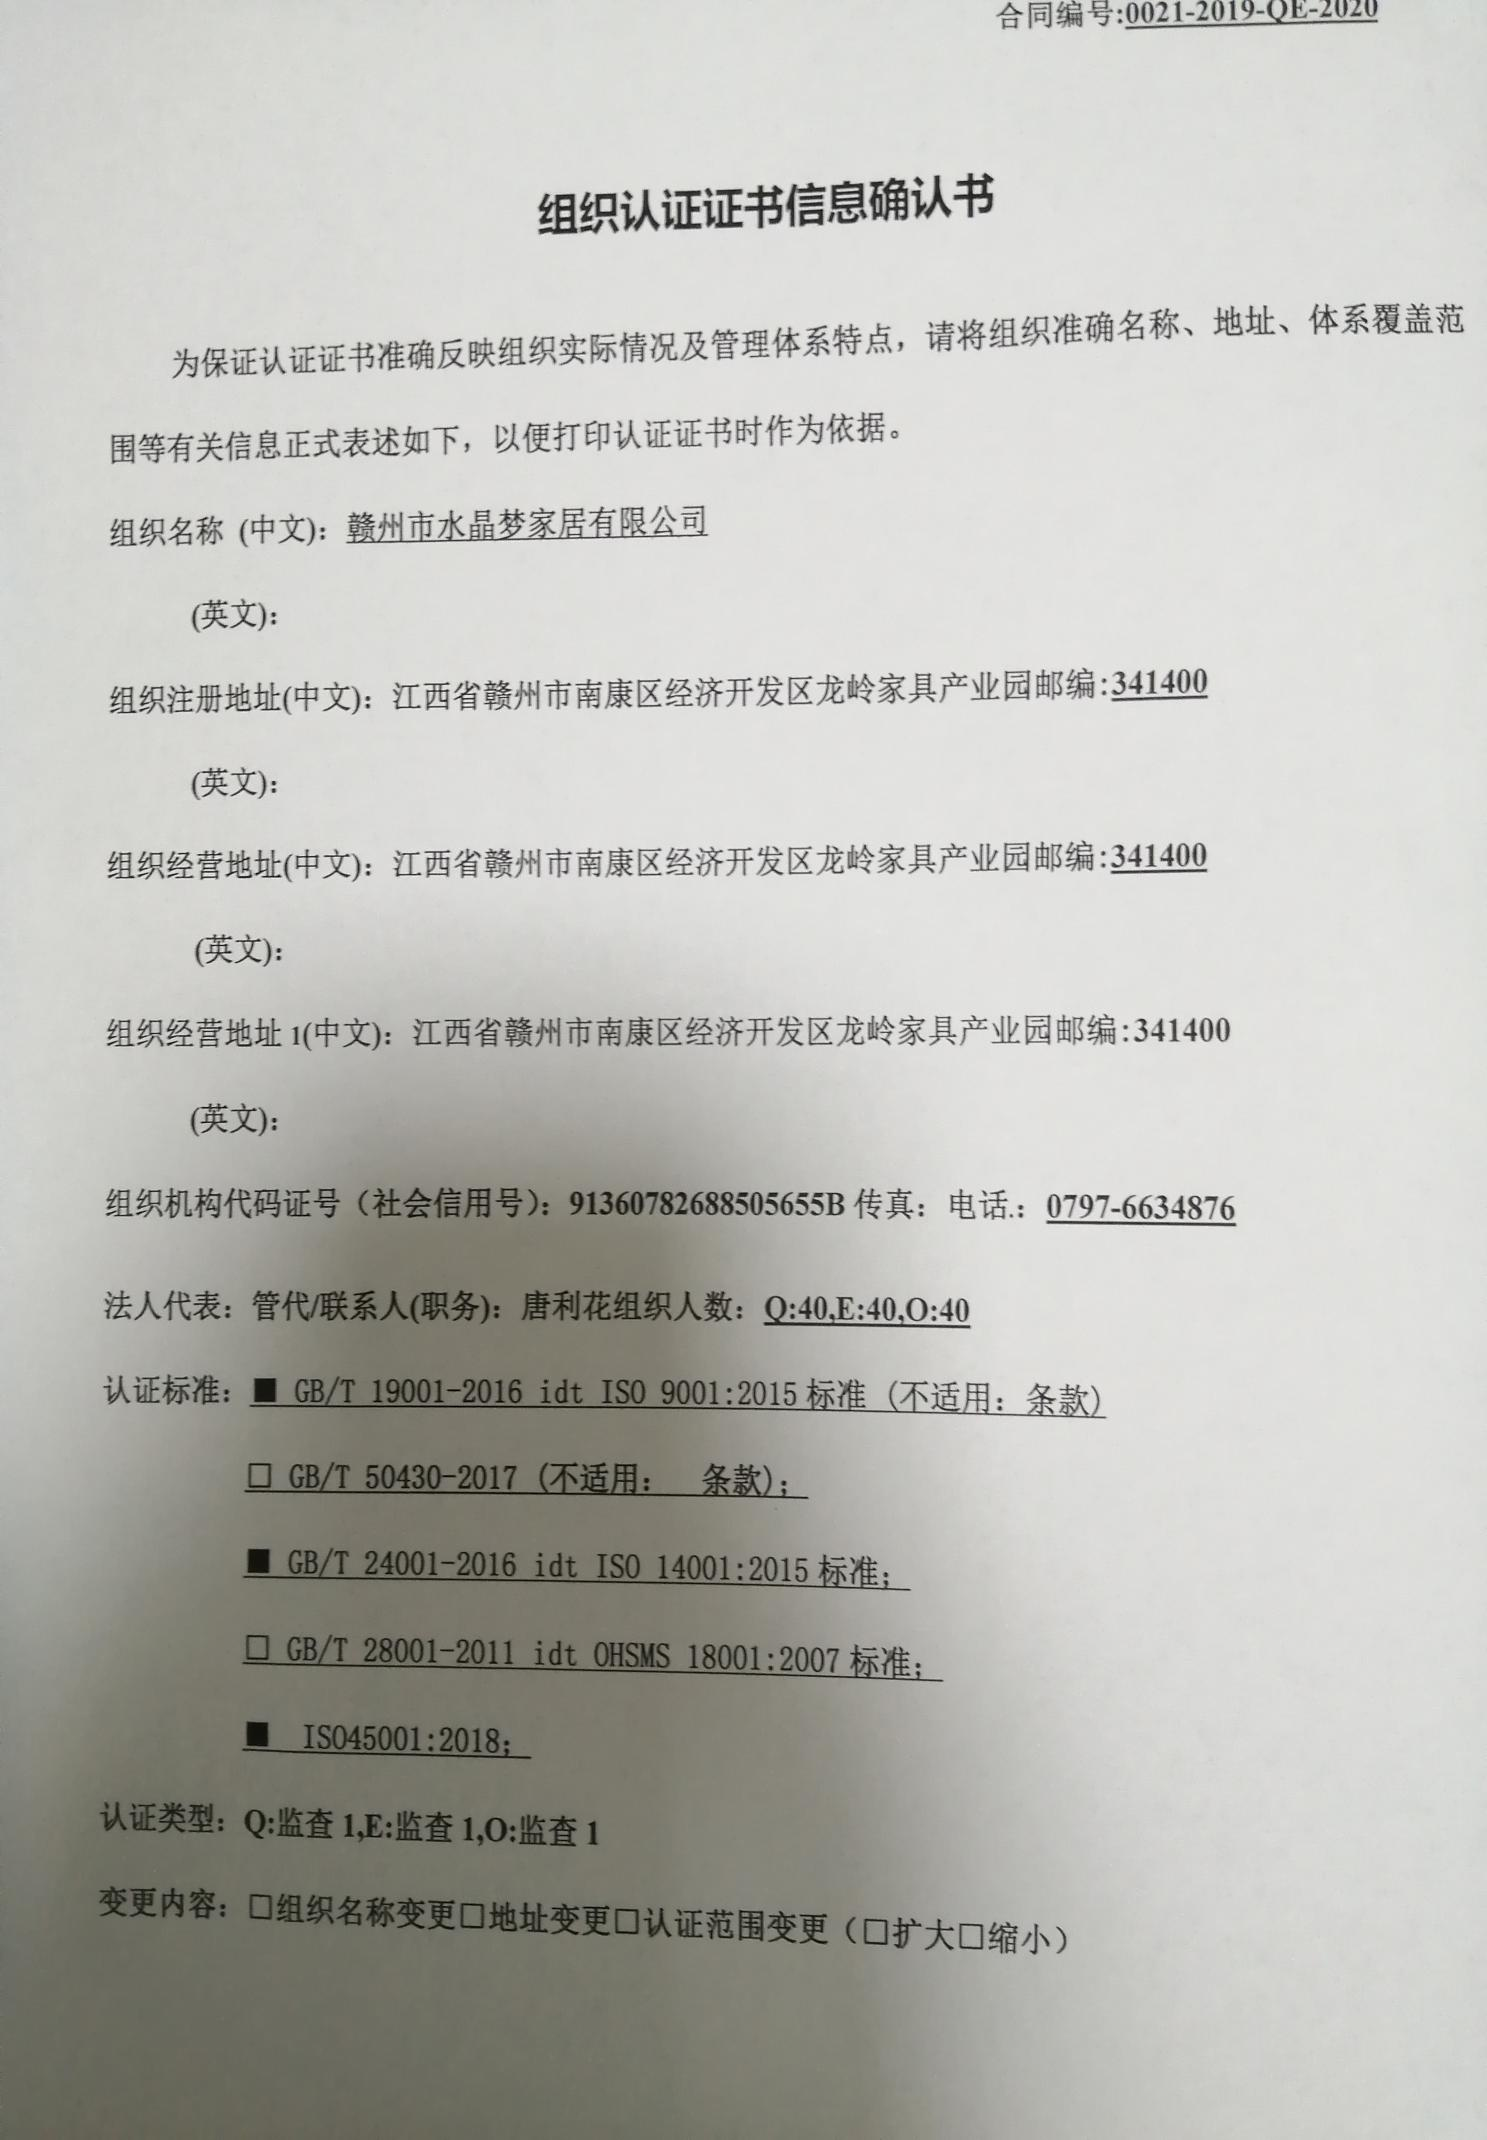 合同编号:0021-2019-QE-2020
组织认证证书信息确认书
为保证认证证书准确反映组织实际情况及管理体系特点，请将组织准确名称、地址、体系覆盖范
围等有关信息正式表述如下，以便打印认证证书时作为依据。
组织名称 (中文)：赣州市水晶梦家居有限公司
(英文)：
组织注册地址(中文)：江西省赣州市南康区经济开发区龙岭家具产业园邮编:341400
(英文)：
组织经营地址(中文)：江西省赣州市南康区经济开发区龙岭家具产业园邮编:341400
(英文)：
组织经营地址 1(中文)：江西省赣州市南康区经济开发区龙岭家具产业园邮编:341400
(英文)：
组织机构代码证号（社会信用号）：91360782688505655B 传真： 电话.：0797-6634876
法人代表：管代/联系人(职务)：唐利花组织人数：Q:40,E:40,O:40
认证标准：■ GB/T 19001-2016 idt ISO 9001:2015 标准 (不适用：条款)
□ GB/T 50430-2017 (不适用： 条款)；
■ GB/T 24001-2016 idt ISO 14001:2015 标准；
□ GB/T 28001-2011 idt OHSMS 18001:2007 标准；
■ ISO45001:2018；
认证类型：Q:监查 1,E:监查 1,O:监查 1
变更内容：□组织名称变更□地址变更□认证范围变更（□扩大□缩小）